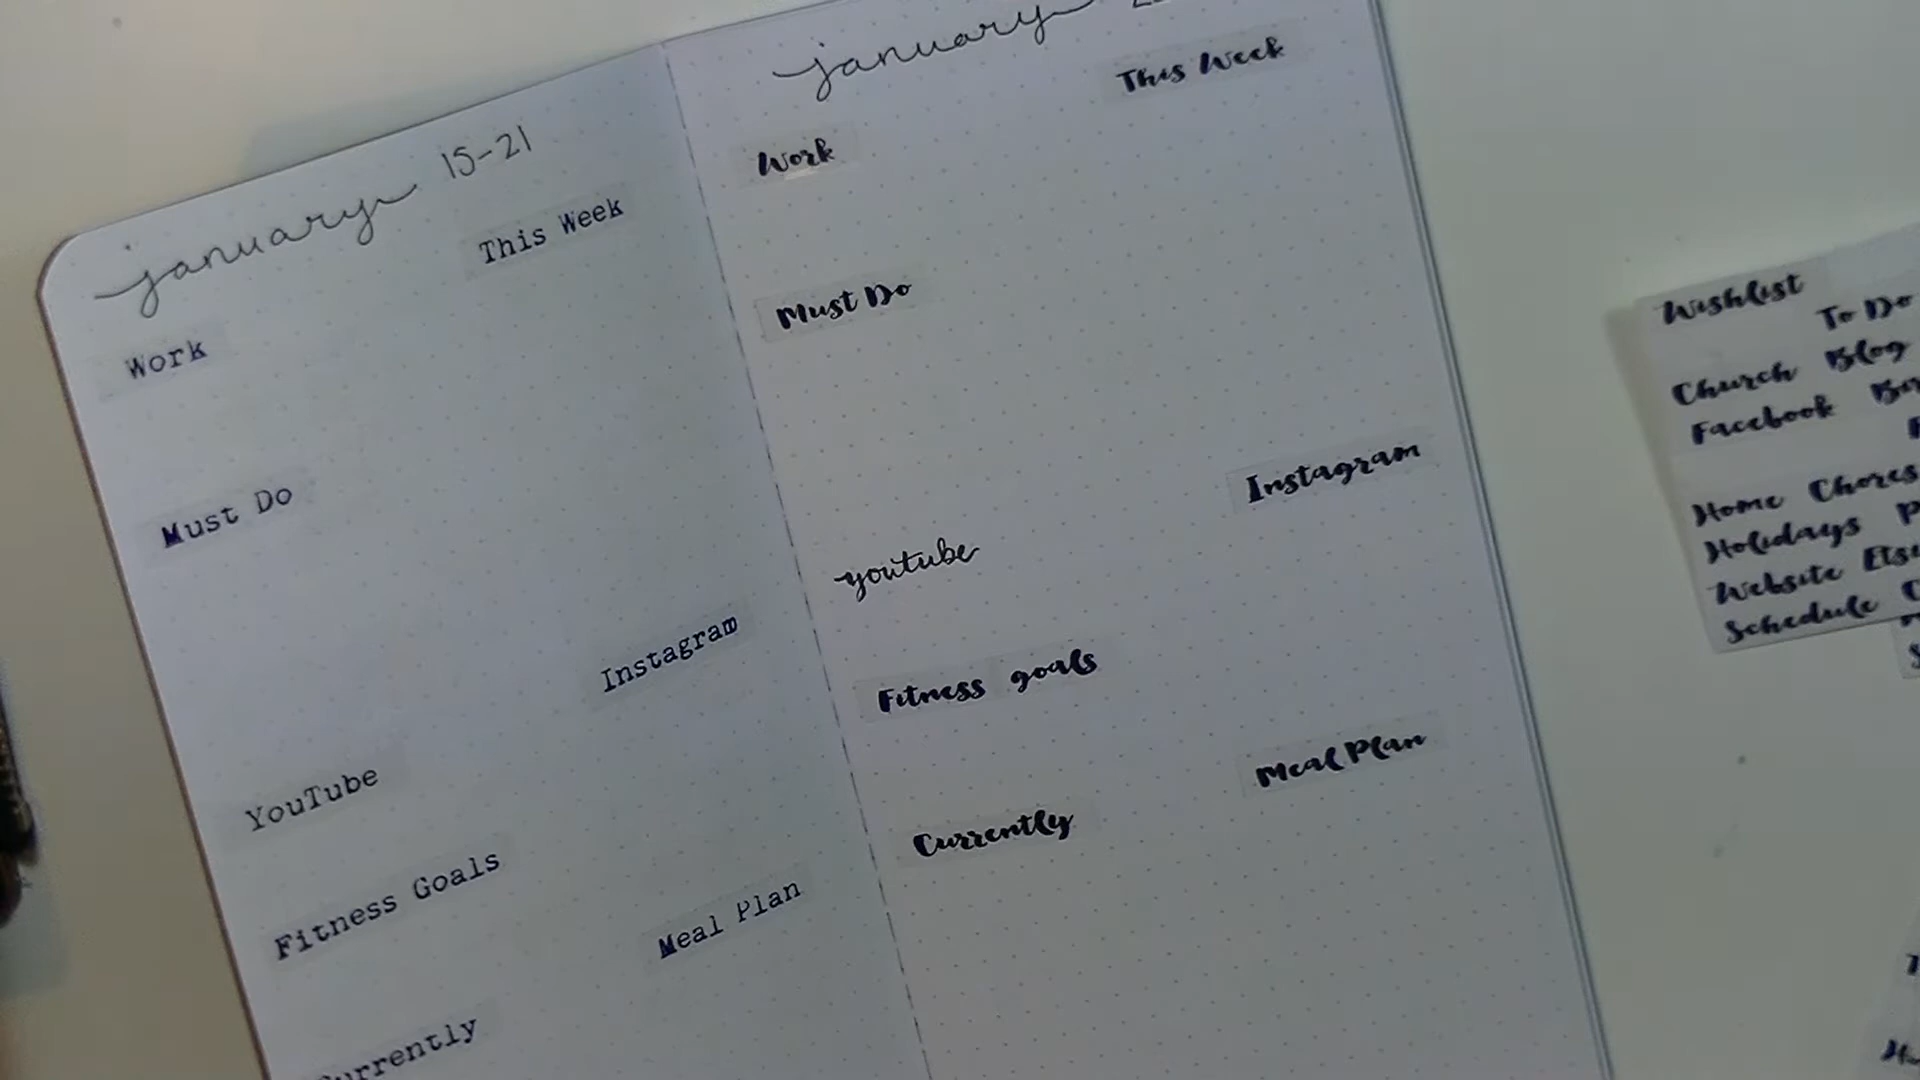 january 15-21
This Week
Work
Must Do
Instagram
YouTube
Fitness Goals
Meal Plan
january
This Week
Work
Must Do
Instagram
youtube
Fitness goals
Meal Plan
Currently
Wishlist
To Do
Church Blog
Facebook
Home Chores
Holidays
Website
Schedule